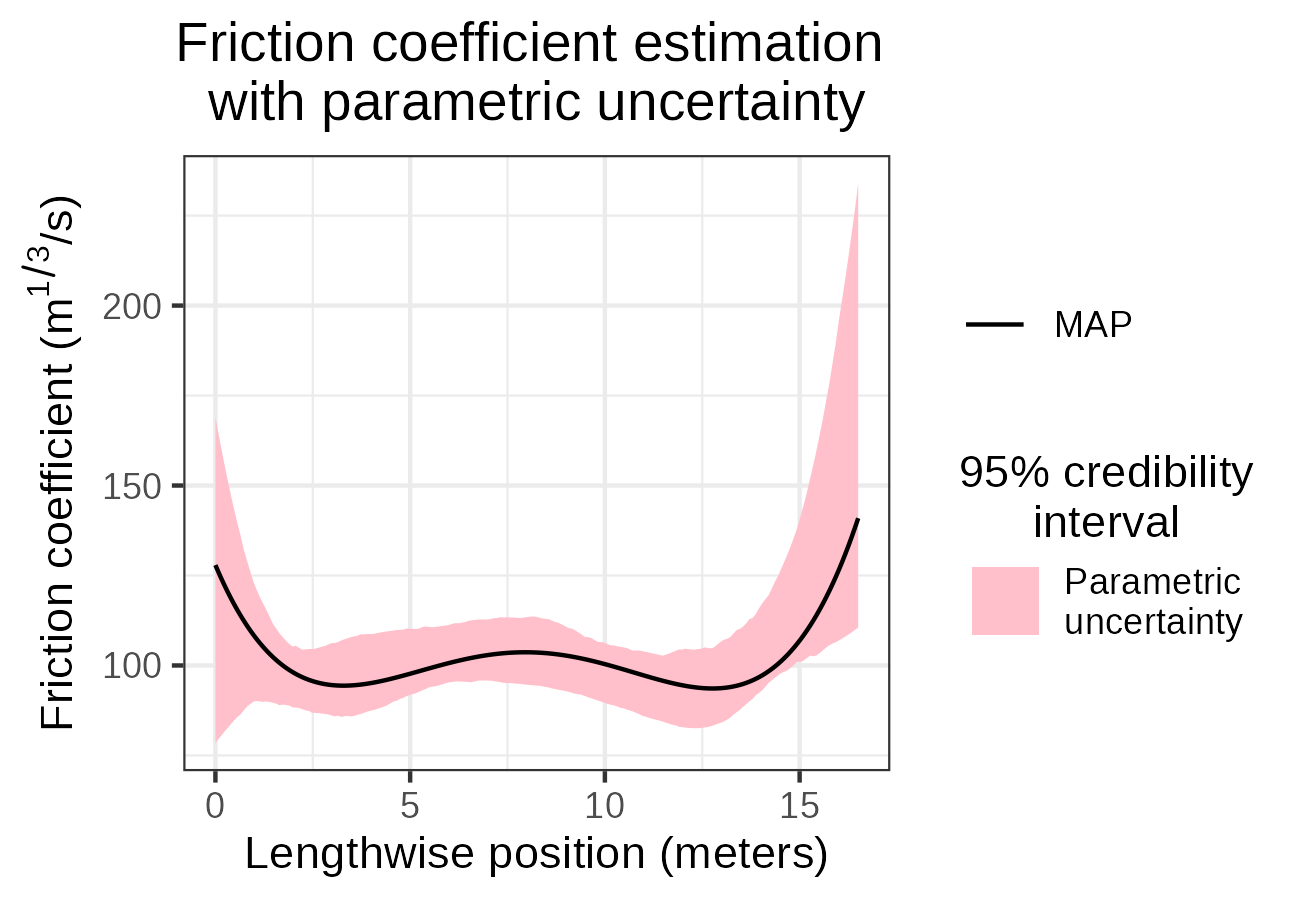 Friction coefficient estimation
with parametric uncertainty
Friction coefficient (m^1/3/s)
200
150
100
0
5
10
15
Lengthwise position (meters)
MAP
95% credibility
interval
Parametric
uncertainty